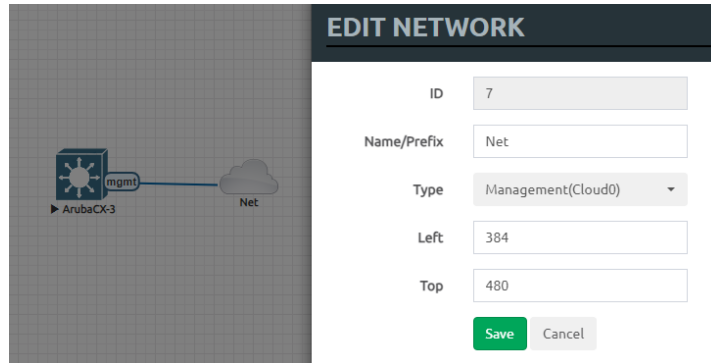 EDIT NETWORK
ID
7
Name/Prefix
Net
Type
Management(Cloud0)
Left
384
Top
480
Save
Cancel
mgmt
ArubaCX-3
Net